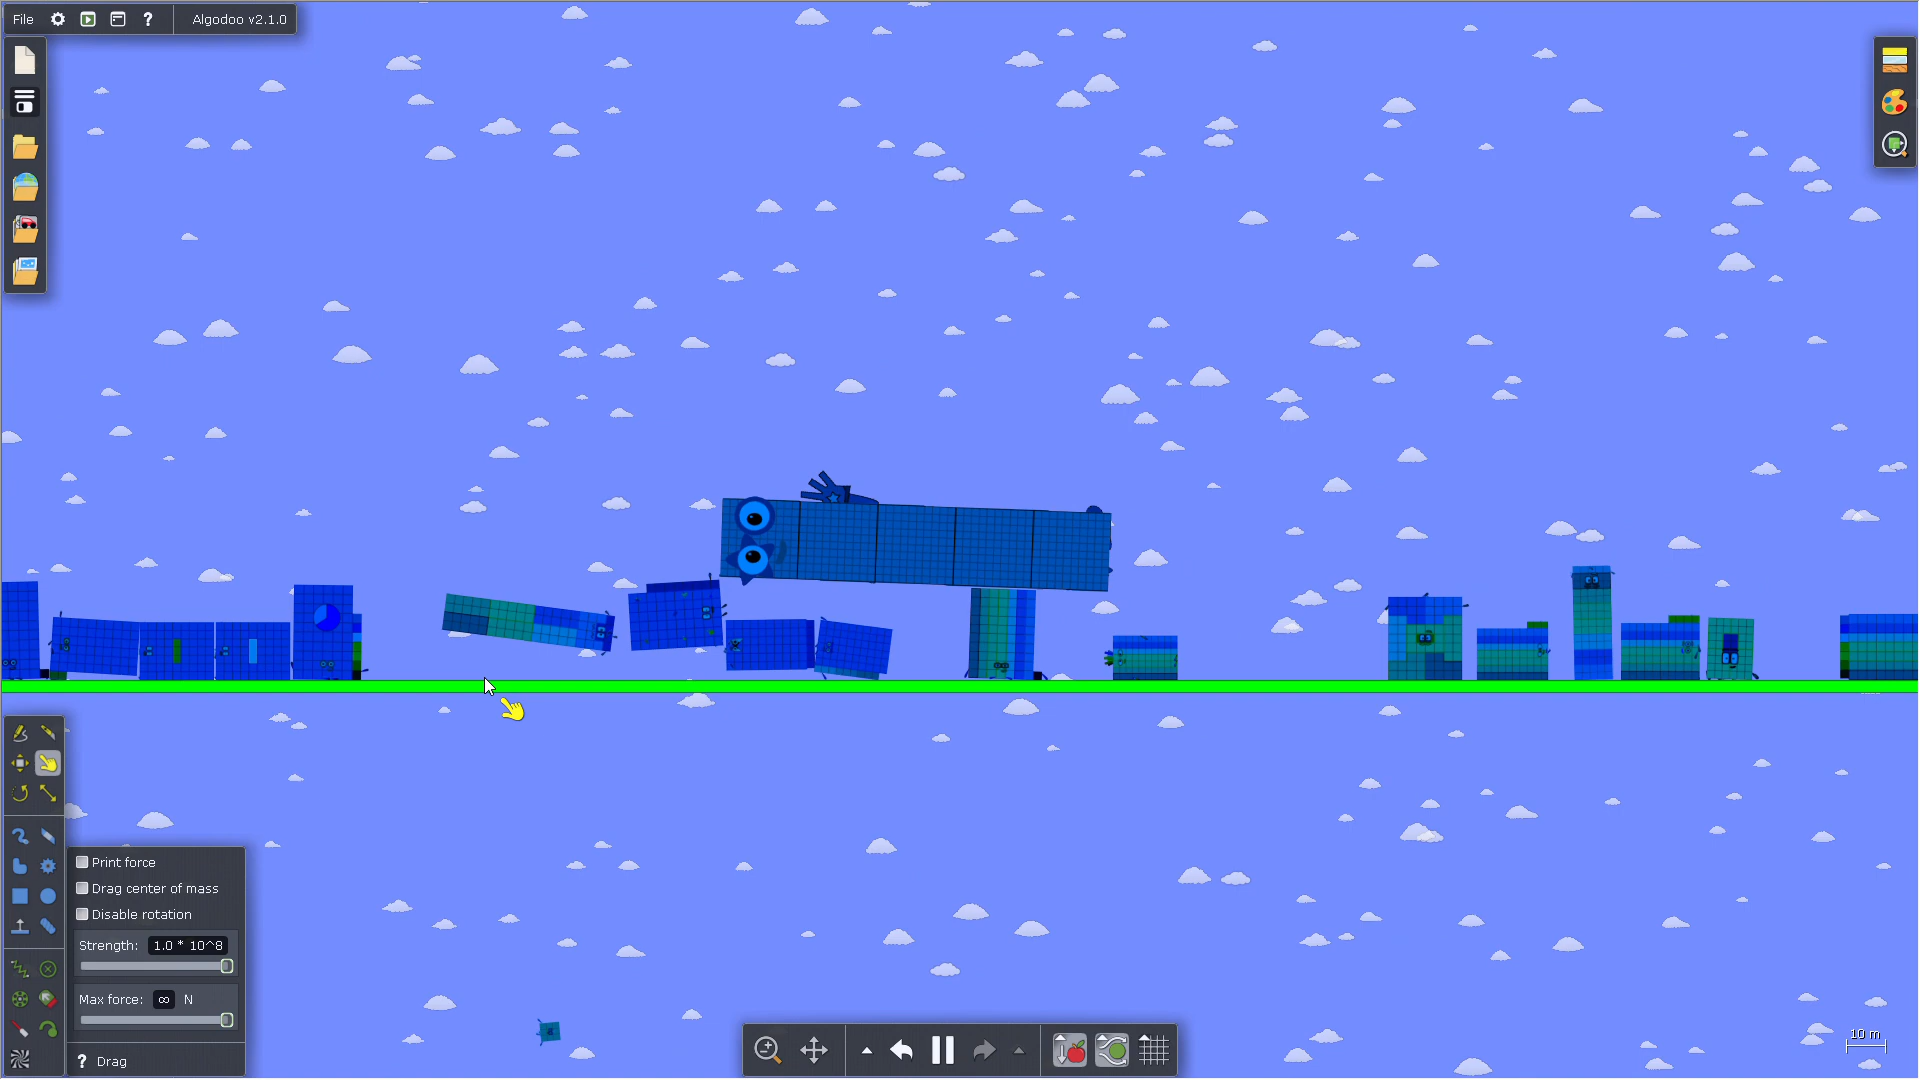 File ? Algodoo v2.1.0
Print force
Drag center of mass
Disable rotation
Strength: 1.0 * 10^8
Max force: ∞ N
? Drag
10 m